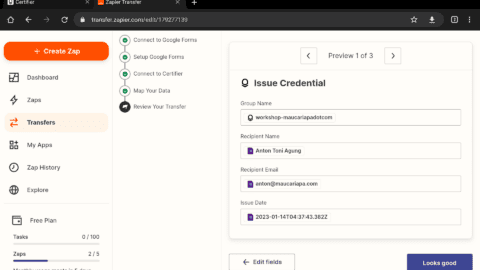 Certifier
Zapier Transfer
transfer.zapier.com/edit/179277139
Create Zap
Dashboard
Zaps
Transfers
My Apps
Zap History
Explore
Free Plan
Tasks 0 / 100
Zaps 2 / 5
Connect to Google Forms
Setup Google Forms
Connect to Certifier
Map Your Data
Review Your Transfer
Preview 1 of 3
Issue Credential
Group Name
workshop-maucariapadotcom
Recipient Name
Anton Toni Agung
Recipient Email
anton@maucariapa.com
Issue Date
2023-01-14T04:37:43.382Z
Edit fields
Looks good